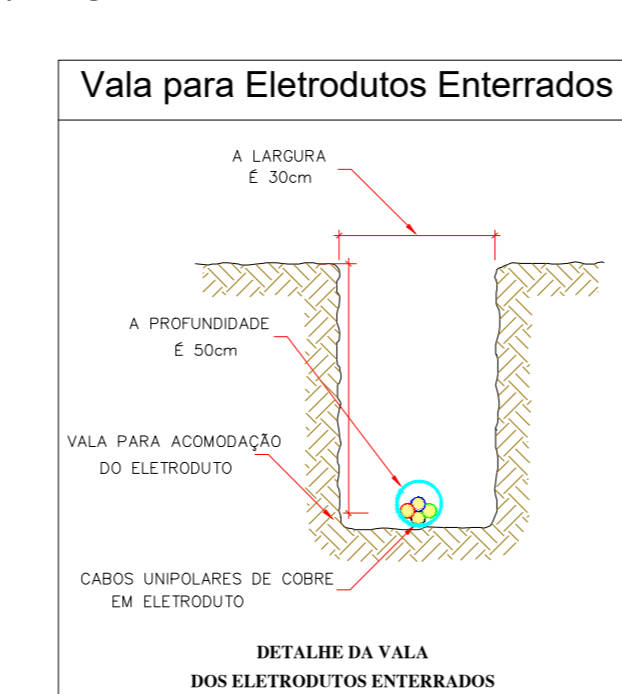 Vala para Eletrodutos Enterrados
A LARGURA
É 30cm
A PROFUNDIDADE
É 50cm
VALA PARA ACOMODAÇÃO
DO ELETRODUTO
CABOS UNIPOLARES DE COBRE
EM ELETRODUTO
DETALHE DA VALA
DOS ELETRODUTOS ENTERRADOS